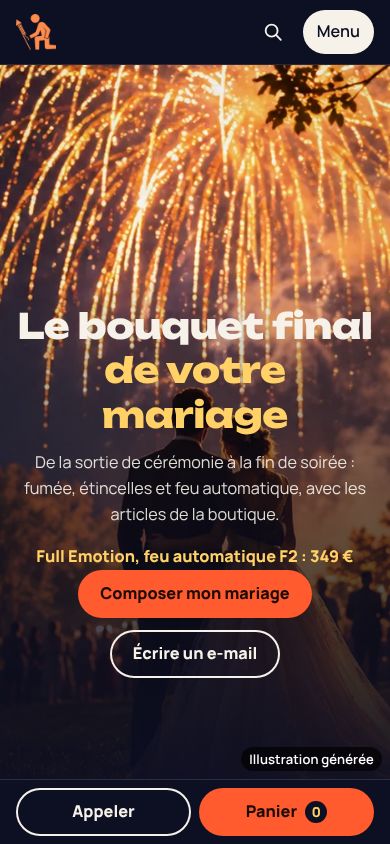 Menu
Le bouquet final
de votre
mariage
De la sortie de cérémonie à la fin de soirée :
fumée, étincelles et feu automatique, avec les
articles de la boutique.
Full Emotion, feu automatique F2 : 349 €
Composer mon mariage
Écrire un e-mail
Illustration générée
Appeler
Panier 0